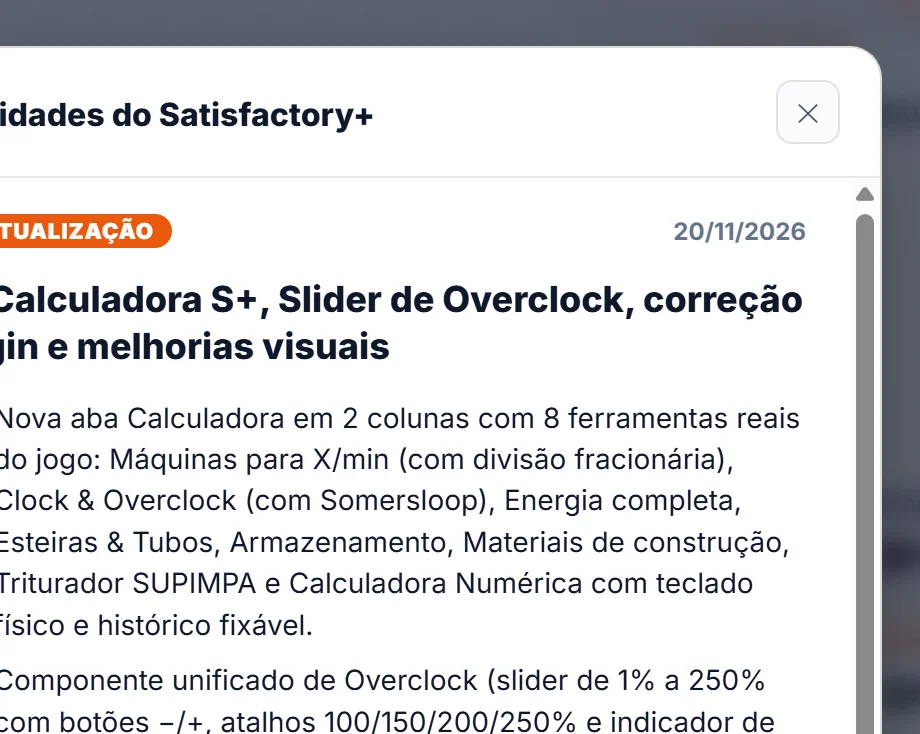 idades do Satisfactory+
TUALIZAÇÃO
20/11/2026
Calculadora S+, Slider de Overclock, correção
gin e melhorias visuais
Nova aba Calculadora em 2 colunas com 8 ferramentas reais
do jogo: Máquinas para X/min (com divisão fracionária),
Clock & Overclock (com Somersloop), Energia completa,
Esteiras & Tubos, Armazenamento, Materiais de construção,
Triturador SUPIMPA e Calculadora Numérica com teclado
físico e histórico fixável.
Componente unificado de Overclock (slider de 1% a 250%
com botões −/+, atalhos 100/150/200/250% e indicador de